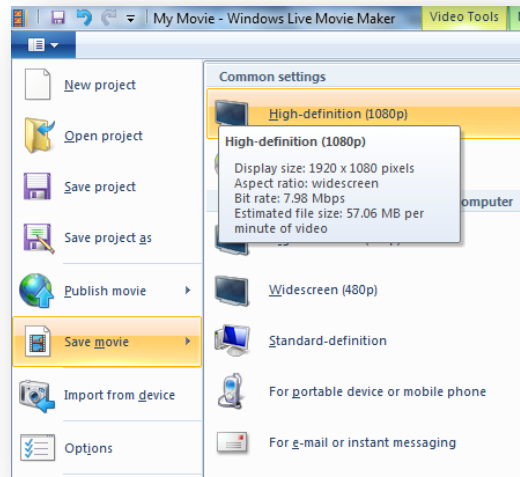 My Movie - Windows Live Movie Maker
Video Tools
New project
Open project
Save project
Save project as
Publish movie
Save movie
Import from device
Options
Common settings
High-definition (1080p)
High-definition (1080p)
Display size: 1920 x 1080 pixels
Aspect ratio: widescreen
Bit rate: 7.98 Mbps
Estimated file size: 57.06 MB per
minute of video
omputer
Widescreen (480p)
Standard-definition
For portable device or mobile phone
For e-mail or instant messaging